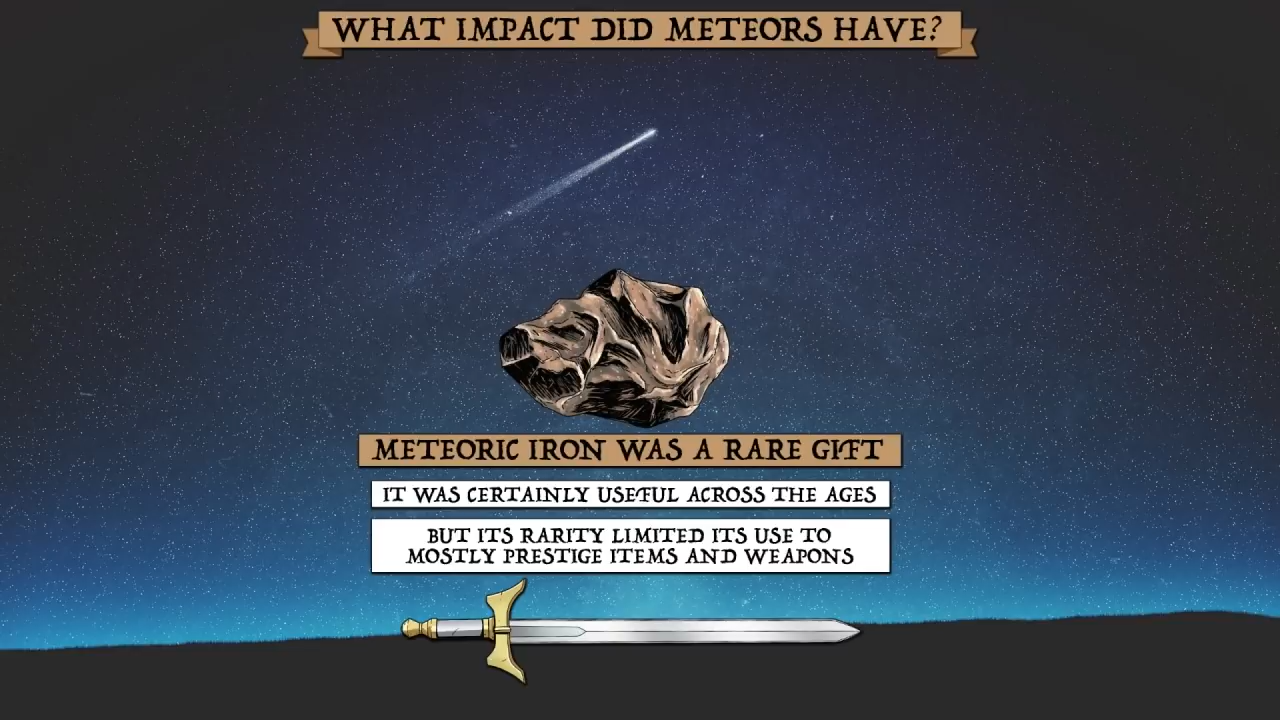 WHAT IMPACT DID METEORS HAVE?
METEORIC IRON WAS A RARE GIFT
IT WAS CERTAINLY USEFUL ACROSS THE AGES
BUT ITS RARITY LIMITED ITS USE TO
MOSTLY PRESTIGE ITEMS AND WEAPONS